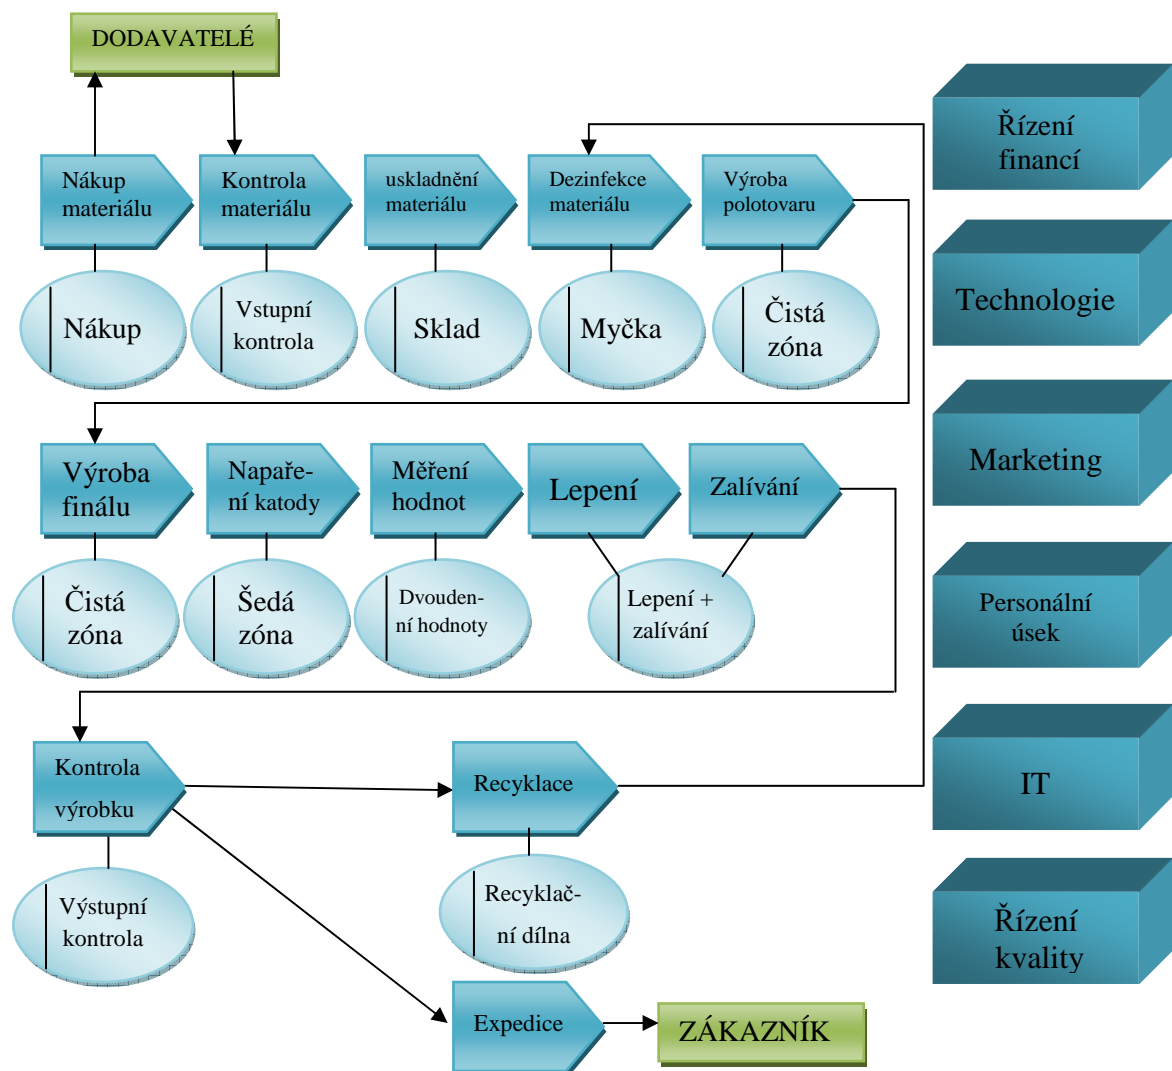 DODAVATELÉ
Nákup
materiálu
Kontrola
materiálu
uskladnění
materiálu
Dezinfekce
materiálu
Výroba
polotovaru
Nákup
Vstupní
kontrola
Sklad
Myčka
Čistá
zóna
Výroba
finálu
Napaře-
ní katody
Měření
hodnot
Lepení
Zalívání
Čistá
zóna
Šedá
zóna
Dvouden-
ní hodnoty
Lepení +
zalívání
Kontrola
výrobku
Recyklace
Výstupní
kontrola
Recyklač-
ní dílna
Expedice
ZÁKAZNÍK
Řízení
financí
Technologie
Marketing
Personální
úsek
IT
Řízení
kvality